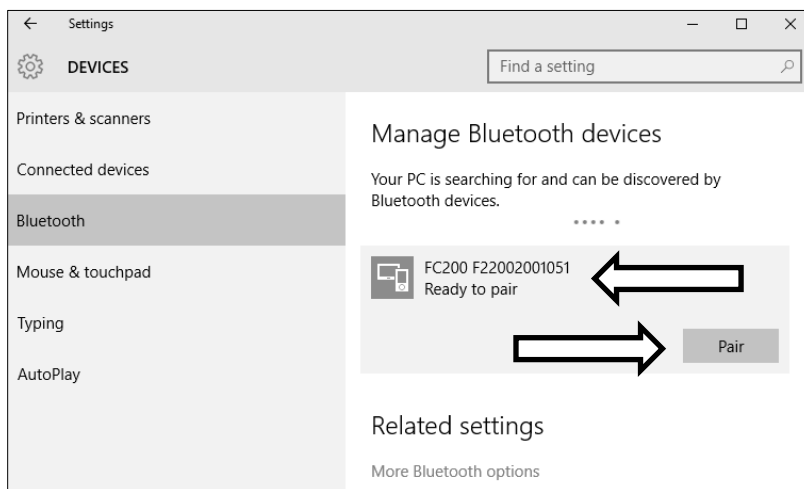 Settings
DEVICES
Find a setting
Printers & scanners
Connected devices
Bluetooth
Mouse & touchpad
Typing
AutoPlay
Manage Bluetooth devices
Your PC is searching for and can be discovered by
Bluetooth devices.
FC200 F22002001051
Ready to pair
Pair
Related settings
More Bluetooth options